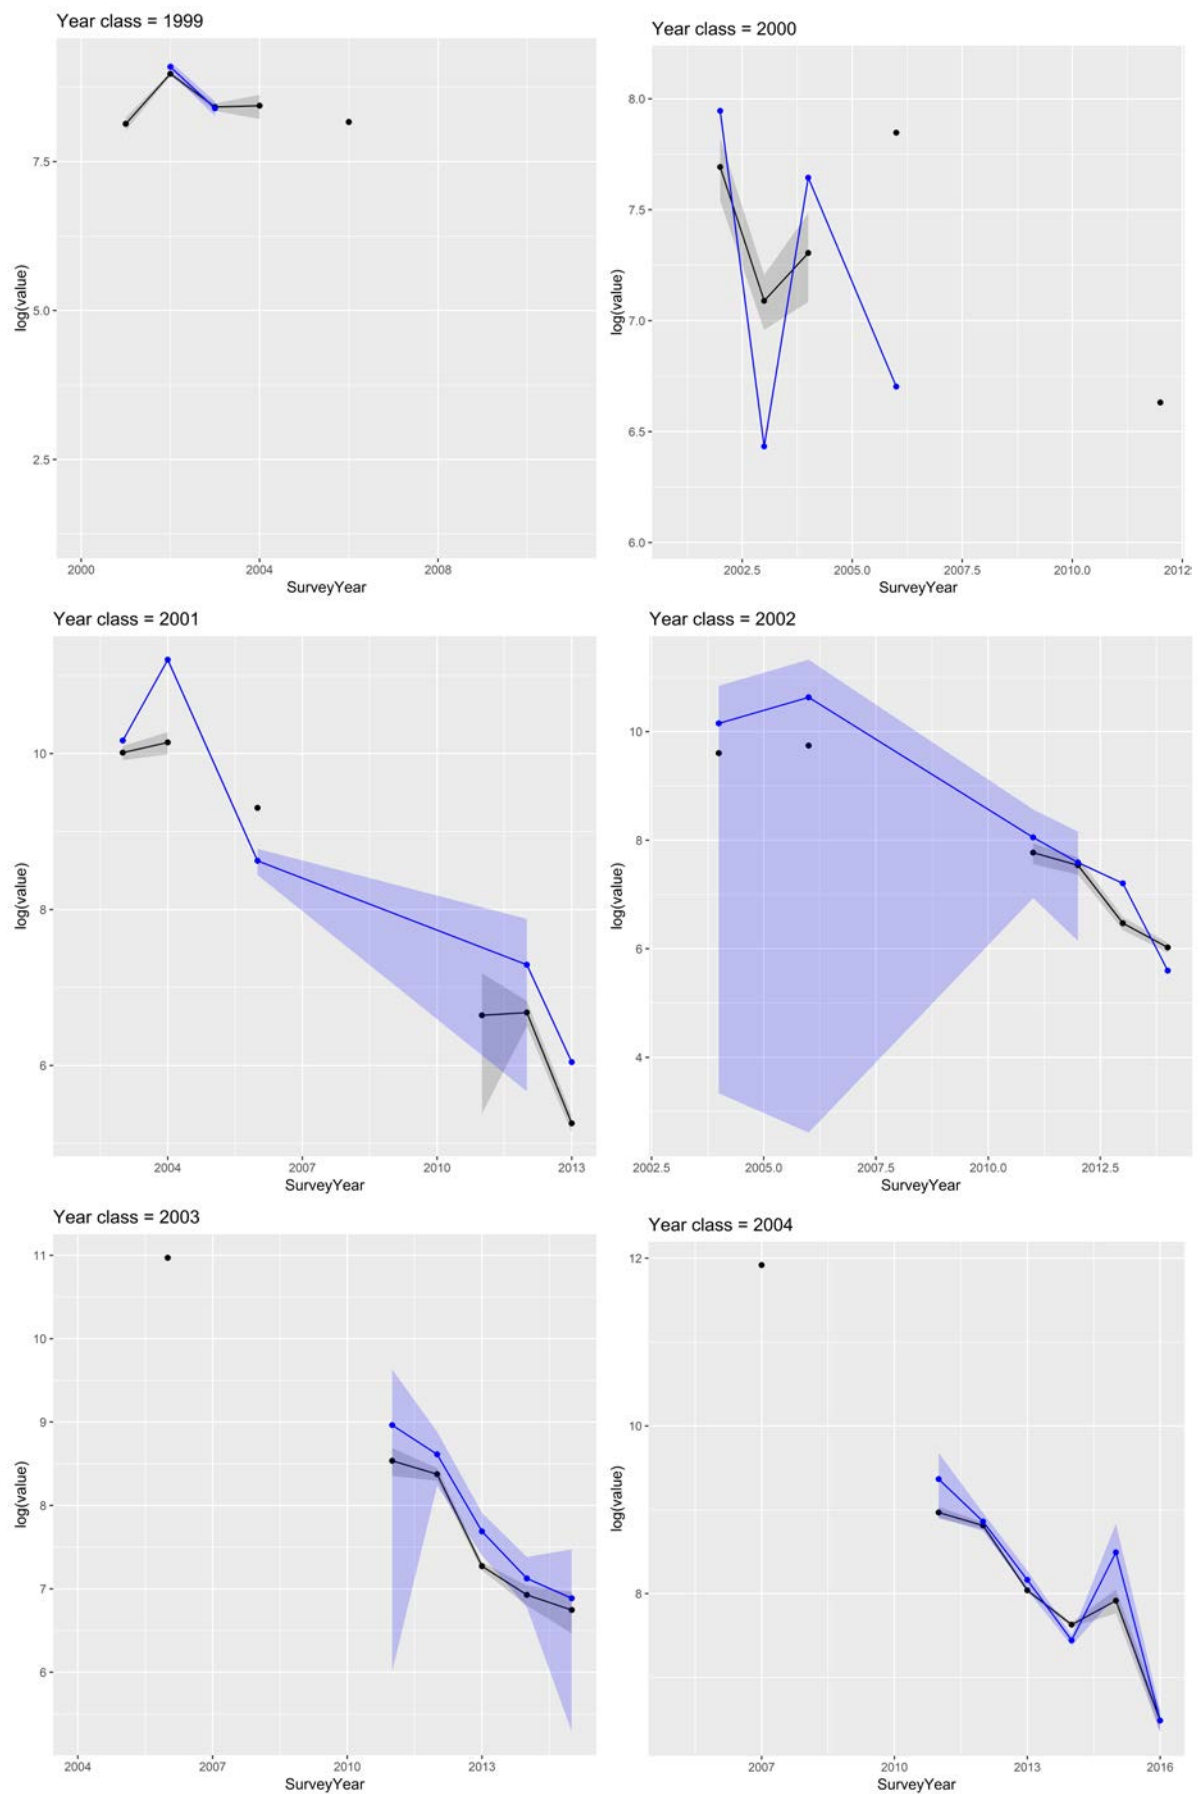 Year class = 1999
log(value)
7.5
5.0
2.5
2000 2004 2008
SurveyYear
Year class = 2000
log(value)
8.0
7.5
7.0
6.5
6.0
2002.5 2005.0 2007.5 2010.0 2012
SurveyYear
Year class = 2001
log(value)
10
8
6
2004 2007 2010 2013
SurveyYear
Year class = 2002
log(value)
10
8
6
4
2002.5 2005.0 2007.5 2010.0 2012.5
SurveyYear
Year class = 2003
log(value)
11
10
9
8
7
6
2004 2007 2010 2013
SurveyYear
Year class = 2004
log(value)
12
10
8
2007 2010 2013 2016
SurveyYear